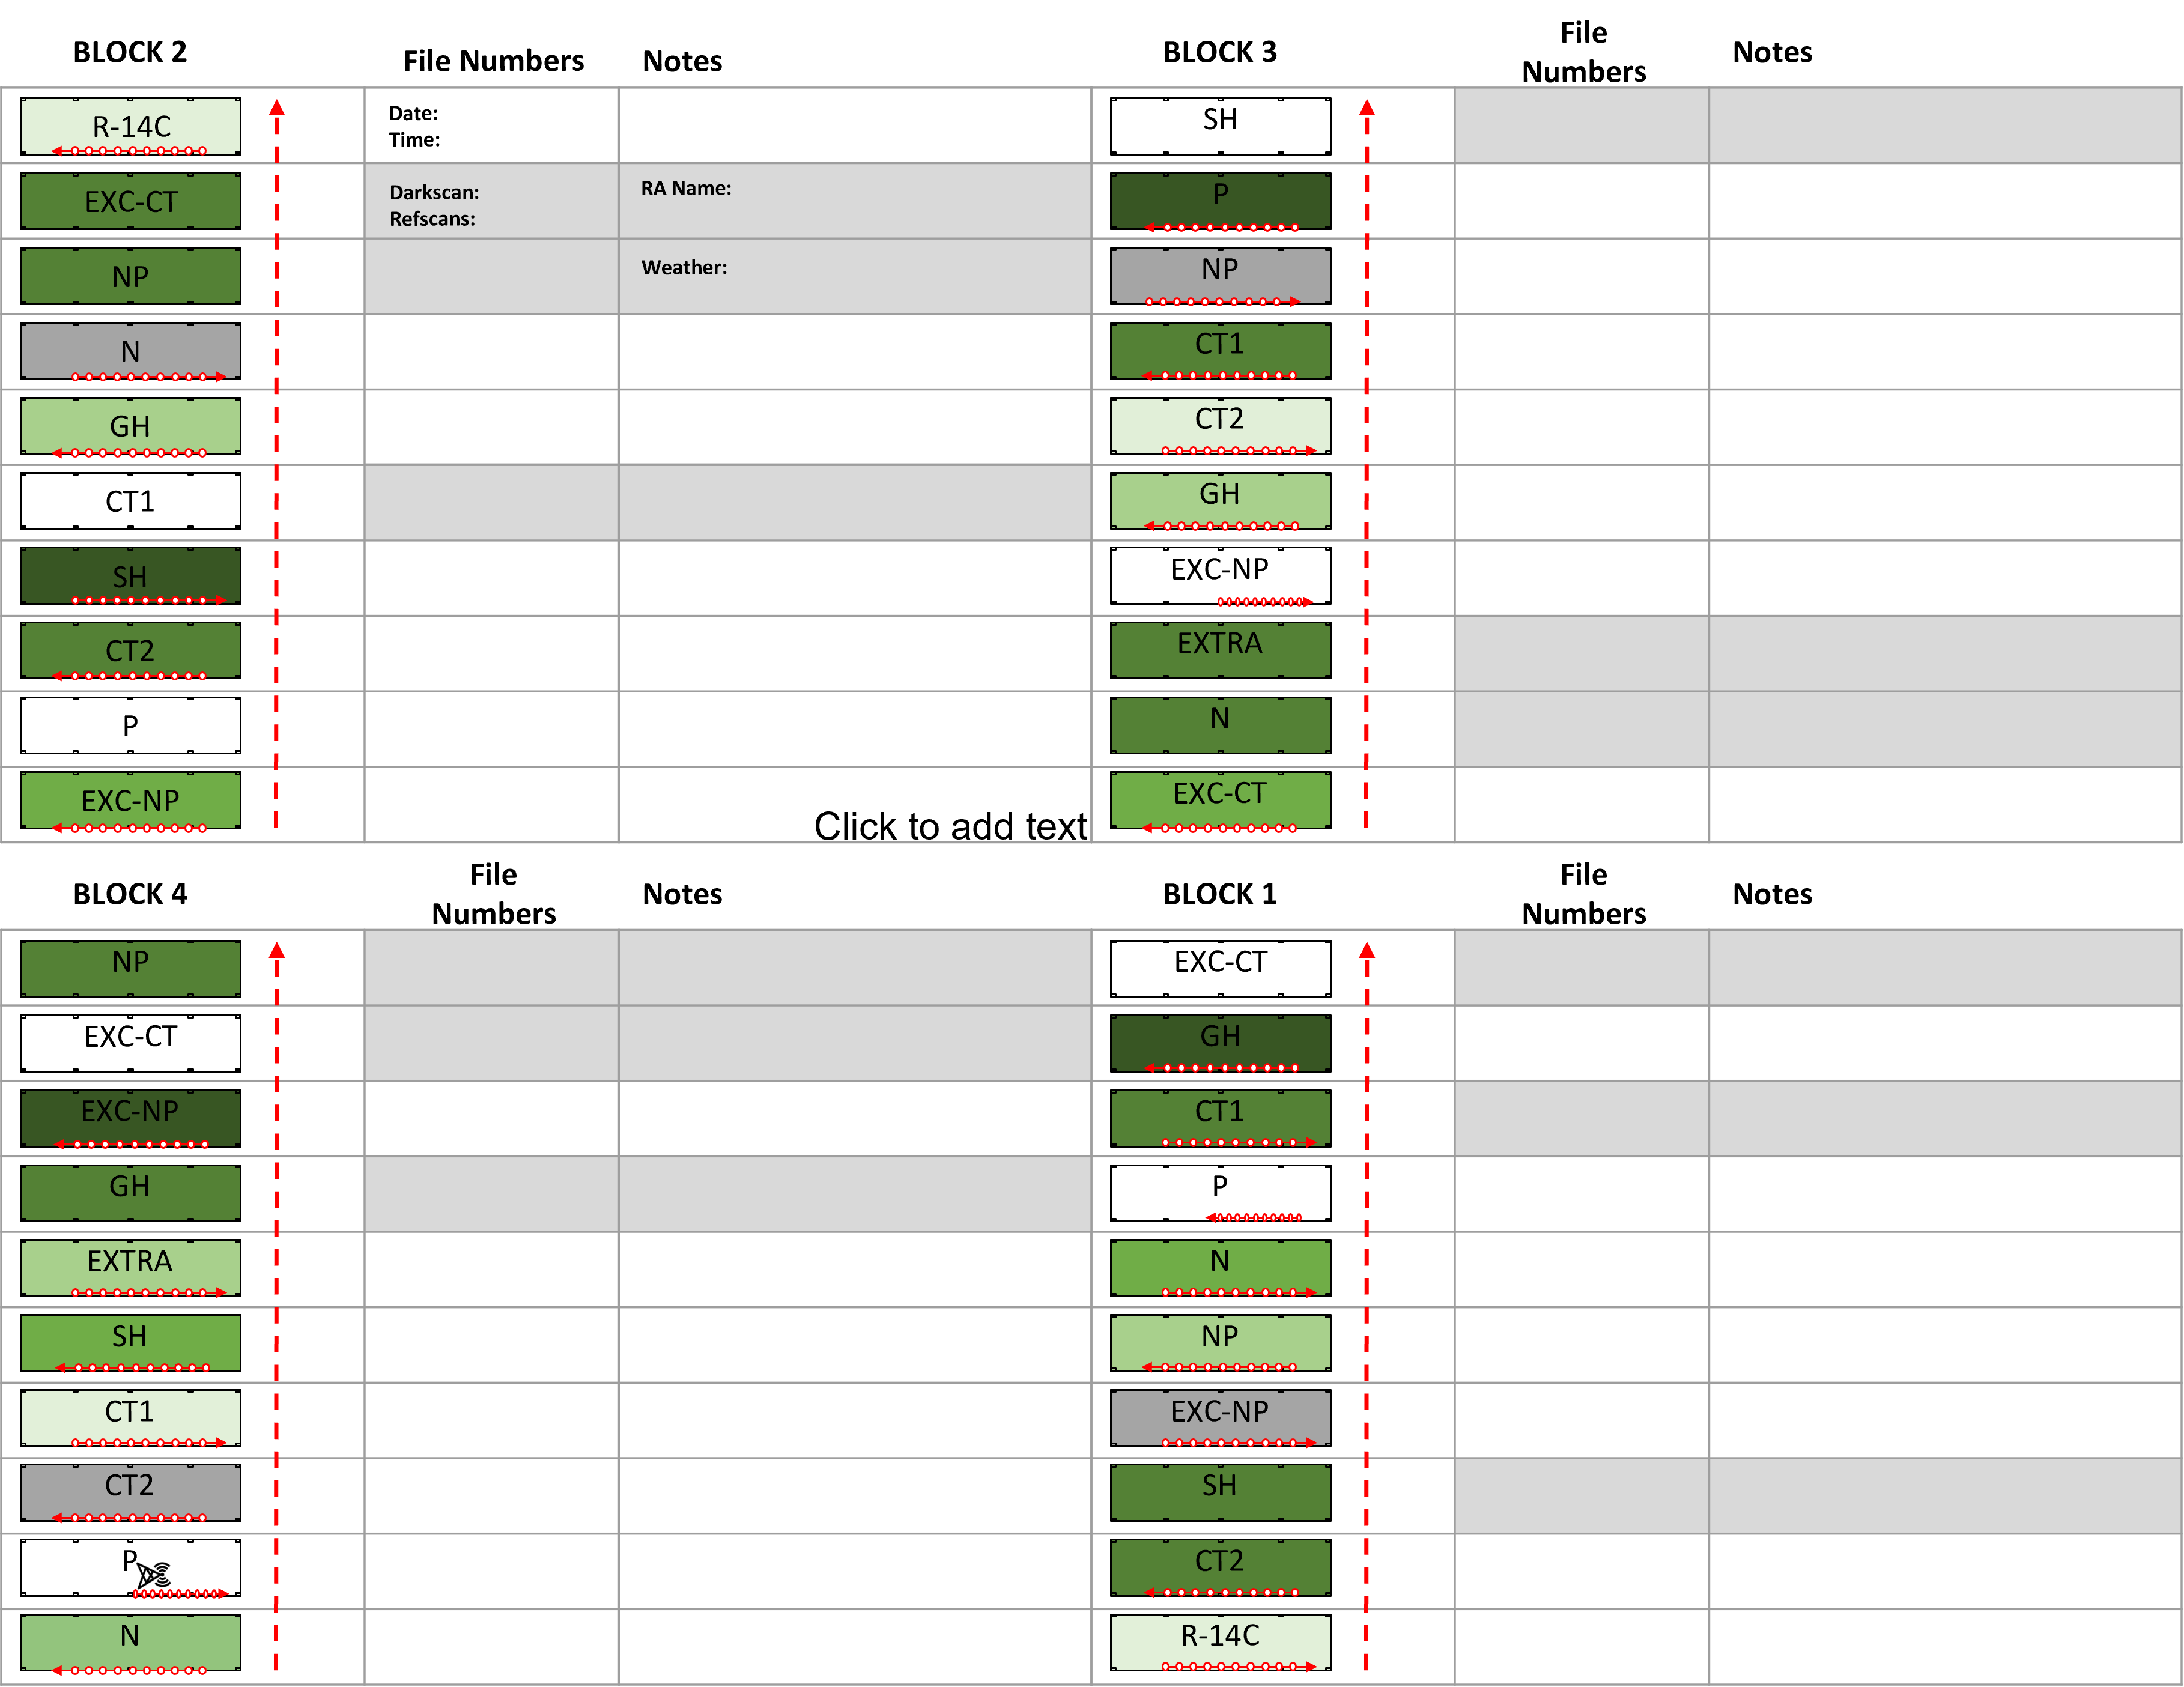 BLOCK 2
File Numbers
Notes
R-14C
Date:
Time:
EXC-CT
Darkscan:
Refscans:
RA Name:
NP
Weather:
N
GH
CT1
SH
CT2
P
EXC-NP
Click to add text
BLOCK 3
File
Numbers
Notes
SH
P
NP
CT1
CT2
GH
EXC-NP
EXTRA
N
EXC-CT
BLOCK 4
File
Numbers
Notes
NP
EXC-CT
EXC-NP
GH
EXTRA
SH
CT1
CT2
P
N
BLOCK 1
File
Numbers
Notes
EXC-CT
GH
CT1
P
N
NP
EXC-NP
SH
CT2
R-14C